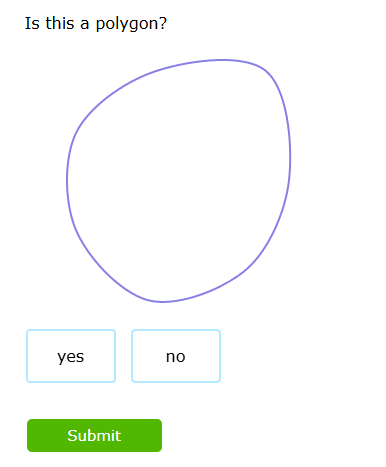 Is this a polygon?
yes
no
Submit